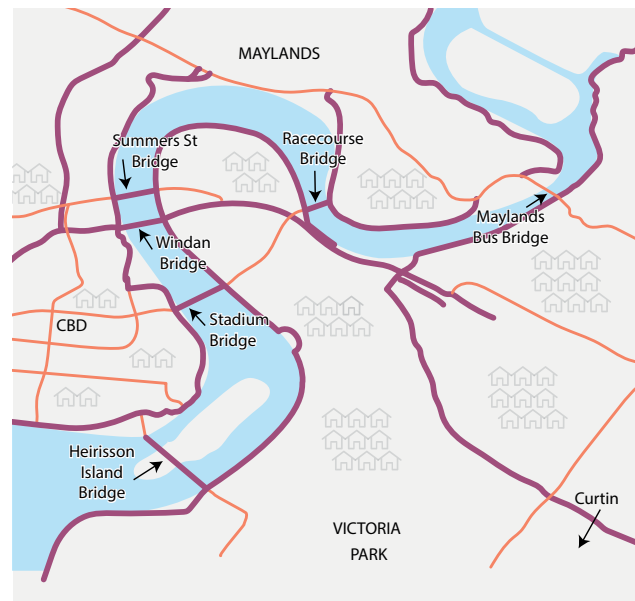 MAYLANDS
Summers St
Bridge
Racecourse
Bridge
Maylands
Bus Bridge
Windan
Bridge
Stadium
Bridge
CBD
Heirisson
Island
Bridge
Curtin
VICTORIA
PARK